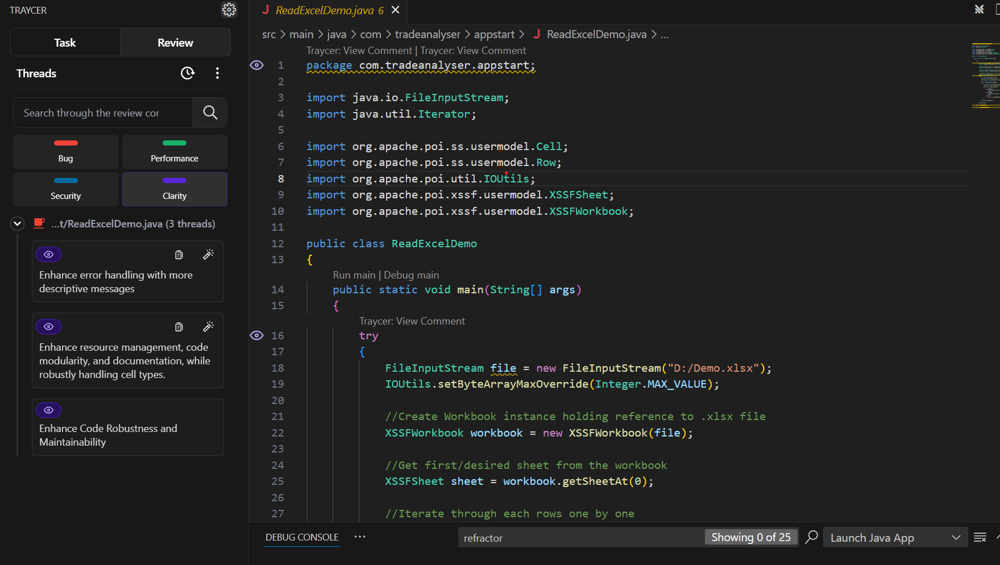 TRAYCER
Task
Review
Threads
Search through the review cor
Bug
Performance
Security
Clarity
...t/ReadExcelDemo.java (3 threads)
Enhance error handling with more
descriptive messages
Enhance resource management, code
modularity, and documentation, while
robustly handling cell types.
Enhance Code Robustness and
Maintainability
J ReadExcelDemo.java 6
src > main > java > com > tradeanalyser > appstart > J ReadExcelDemo.java > ...
Traycer: View Comment | Traycer: View Comment
1 package com.tradeanalyser.appstart;
2
3 import java.io.FileInputStream;
4 import java.util.Iterator;
5
6 import org.apache.poi.ss.usermodel.Cell;
7 import org.apache.poi.ss.usermodel.Row;
8 import org.apache.poi.util.IOUtils;
9 import org.apache.poi.xssf.usermodel.XSSFSheet;
10 import org.apache.poi.xssf.usermodel.XSSFWorkbook;
11
12 public class ReadExcelDemo
13 {
Run main | Debug main
14 public static void main(String[] args)
15 {
Traycer: View Comment
16 try
17 {
18 FileInputStream file = new FileInputStream("D:/Demo.xlsx");
19 IOUtils.setByteArrayMaxOverride(Integer.MAX_VALUE);
20
21 //Create Workbook instance holding reference to .xlsx file
22 XSSFWorkbook workbook = new XSSFWorkbook(file);
23
24 //Get first/desired sheet from the workbook
25 XSSFSheet sheet = workbook.getSheetAt(0);
26
27 //Iterate through each rows one by one
DEBUG CONSOLE
refractor
Showing 0 of 25
Launch Java App